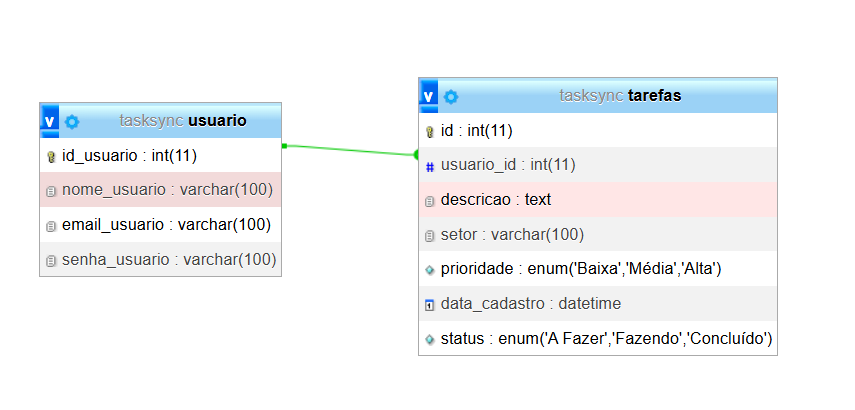 v tasksync usuario
id_usuario : int(11)
nome_usuario : varchar(100)
email_usuario : varchar(100)
senha_usuario : varchar(100)
v tasksync tarefas
id : int(11)
# usuario_id : int(11)
descricao : text
setor : varchar(100)
prioridade : enum('Baixa','Média','Alta')
data_cadastro : datetime
status : enum('A Fazer','Fazendo','Concluído')